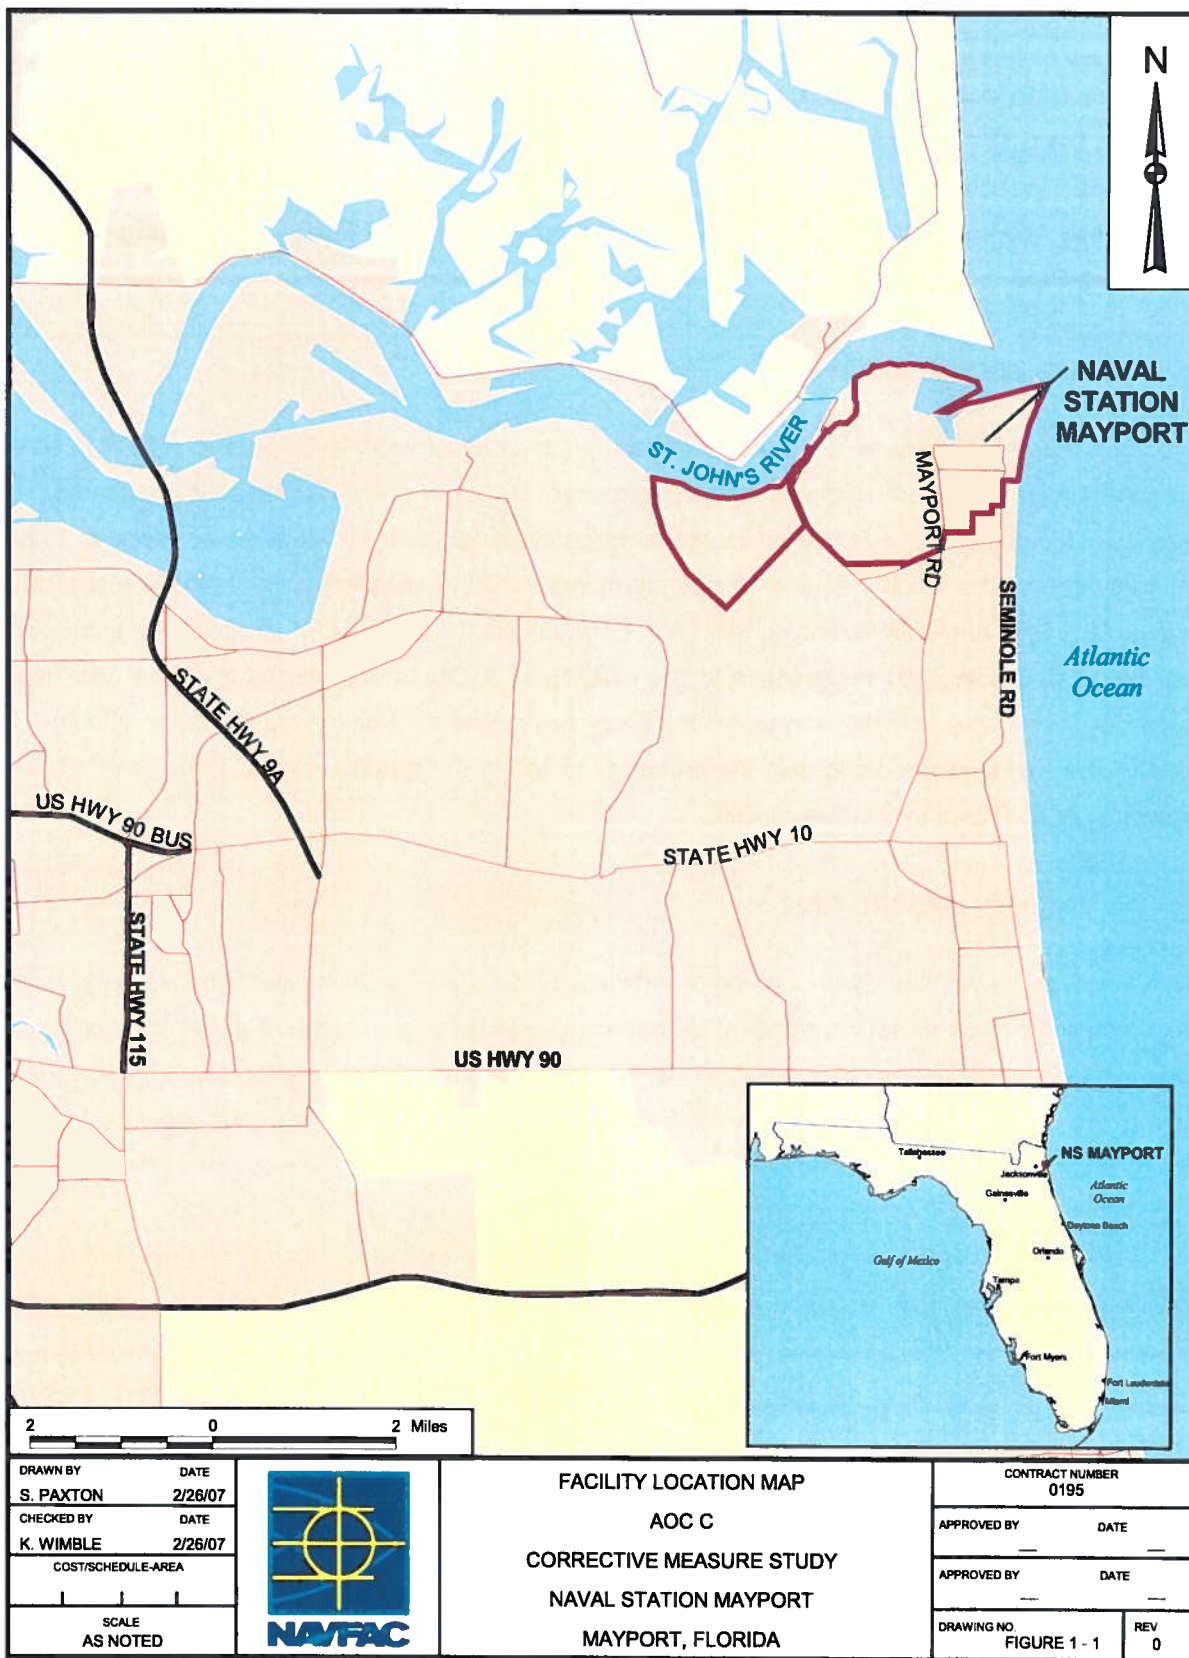 N
NAVAL
STATION
MAYPORT
ST. JOHN'S RIVER
MAYPORT RD
SEMINOLE RD
Atlantic
Ocean
STATE HWY 9A
US HWY 90 BUS
STATE HWY 10
STATE HWY 115
US HWY 90
Tallahassee
NS MAYPORT
Jacksonville
Atlantic
Ocean
Gainesville
Daytona Beach
Orlando
Gulf of Mexico
Tampa
Fort Myers
Fort Lauderdale
Miami
2 0 2 Miles
DRAWN BY DATE
S. PAXTON 2/26/07
CHECKED BY DATE
K. WIMBLE 2/26/07
COST/SCHEDULE-AREA
SCALE
AS NOTED
NAVFAC
FACILITY LOCATION MAP
AOC C
CORRECTIVE MEASURE STUDY
NAVAL STATION MAYPORT
MAYPORT, FLORIDA
CONTRACT NUMBER
0195
APPROVED BY DATE
— —
APPROVED BY DATE
— —
DRAWING NO. REV
FIGURE 1 - 1 0